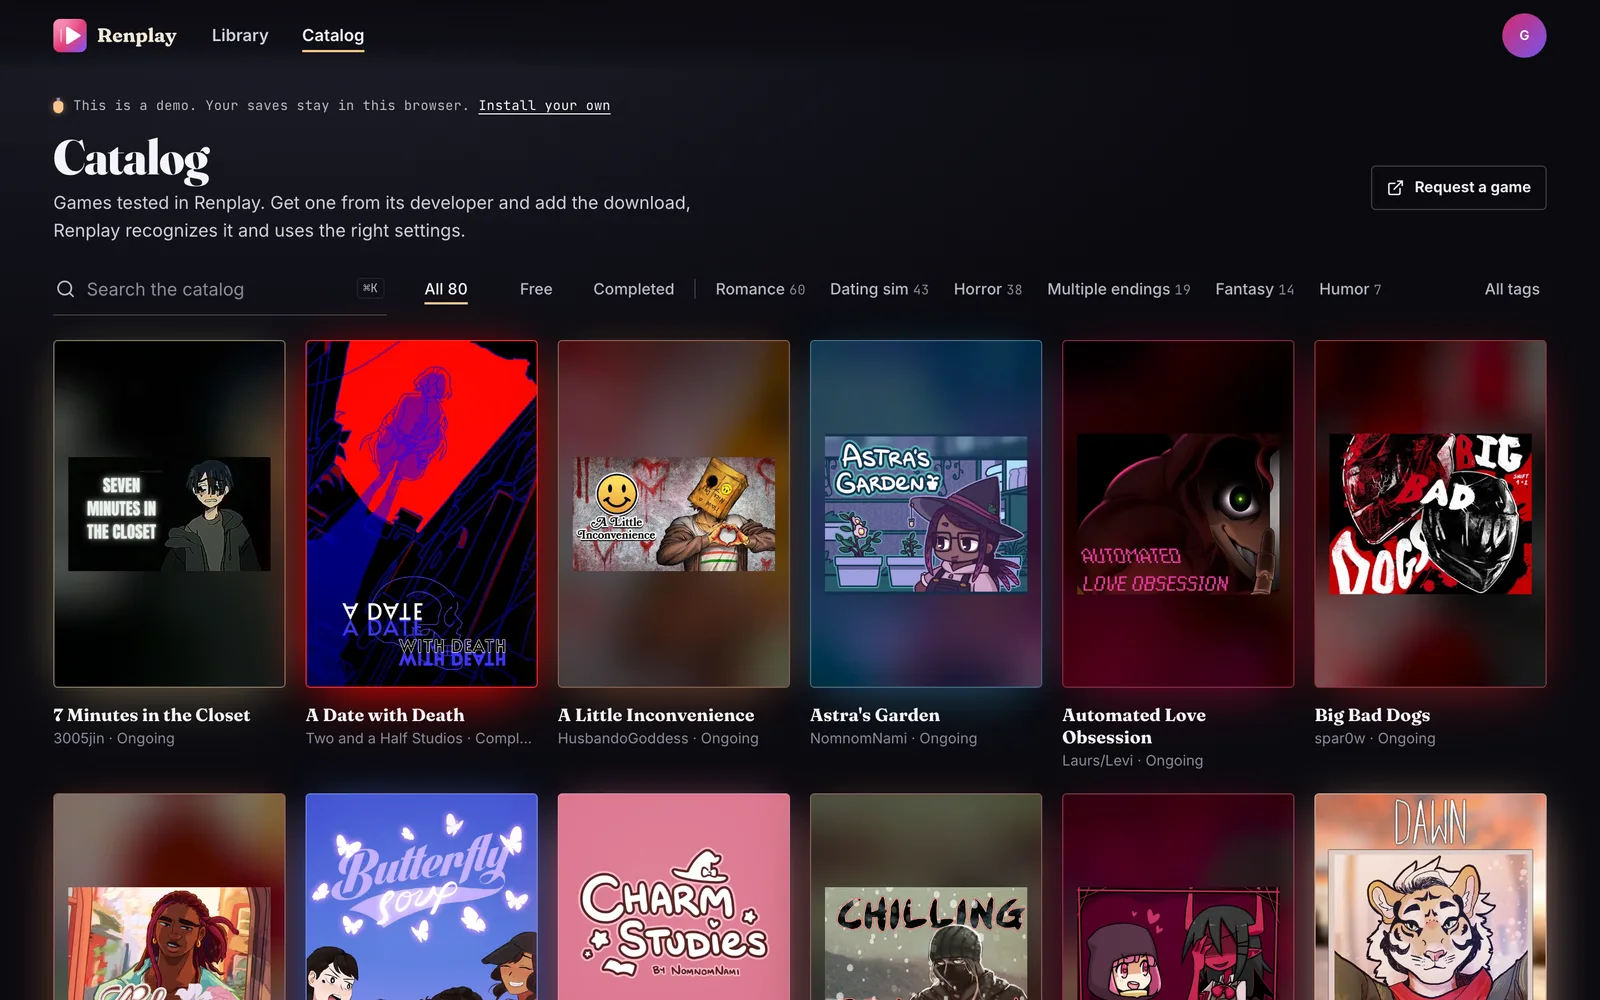 Renplay
Library
Catalog
G
This is a demo. Your saves stay in this browser. Install your own
Catalog
Games tested in Renplay. Get one from its developer and add the download,
Renplay recognizes it and uses the right settings.
Request a game
Search the catalog
⌘K
All 80
Free
Completed
Romance 60
Dating sim 43
Horror 38
Multiple endings 19
Fantasy 14
Humor 7
All tags
SEVEN
MINUTES IN
THE CLOSET
A DATE
A DATE
WITH DEATH
WITH DEATH
A Little
Inconvenience
ASTRA'S
GARDEN
AUTOMATED
LOVE OBSESSION
BIG
BAD
DOGS
7 Minutes in the Closet
3005jin · Ongoing
A Date with Death
Two and a Half Studios · Compl...
A Little Inconvenience
HusbandoGoddess · Ongoing
Astra's Garden
NomnomNami · Ongoing
Automated Love
Obsession
Laurs/Levi · Ongoing
Big Bad Dogs
spar0w · Ongoing
Butterfly
Soup
CHARM
STUDIES
BY NOMNOMNAMI
CHILLING
DAWN